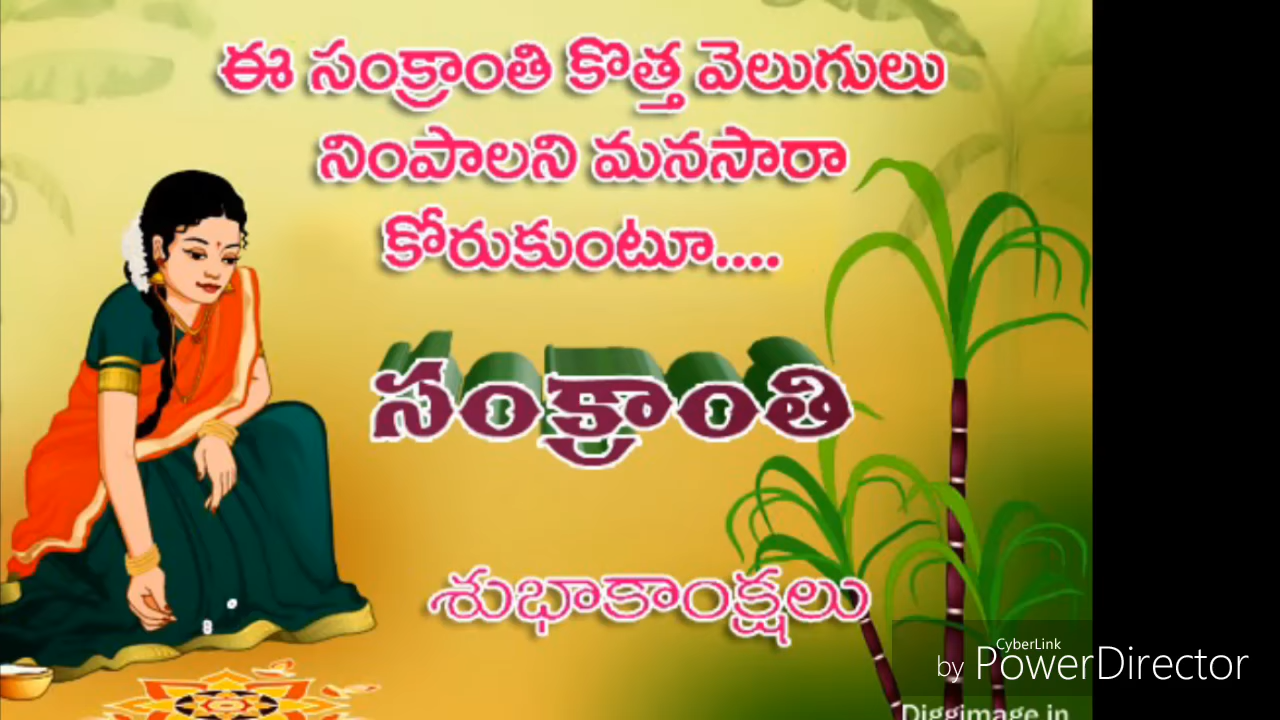 ఈ సంక్రాంతి కొత్త వెలుగులు
నింపాలని మనసారా
కోరుకుంటూ....
సంక్రాంతి
శుభాకాంక్షలు
CyberLink
by PowerDirector
Diggimage.in